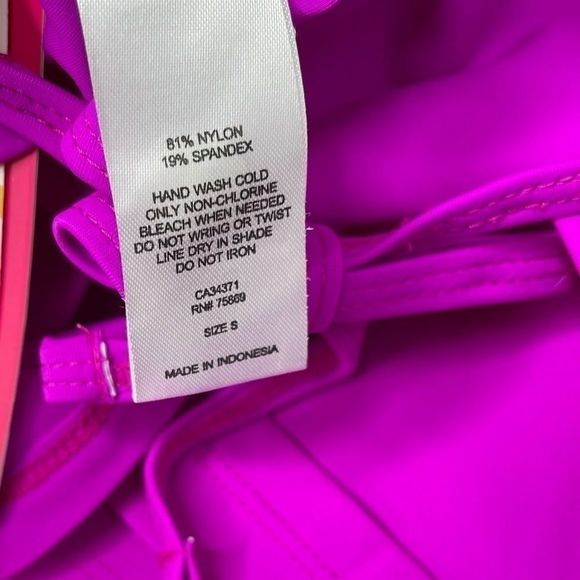 81% NYLON
19% SPANDEX
HAND WASH COLD
ONLY NON-CHLORINE
BLEACH WHEN NEEDED
DO NOT WRING OR TWIST
LINE DRY IN SHADE
DO NOT IRON
CA34371
RN# 75869
SIZE S
MADE IN INDONESIA